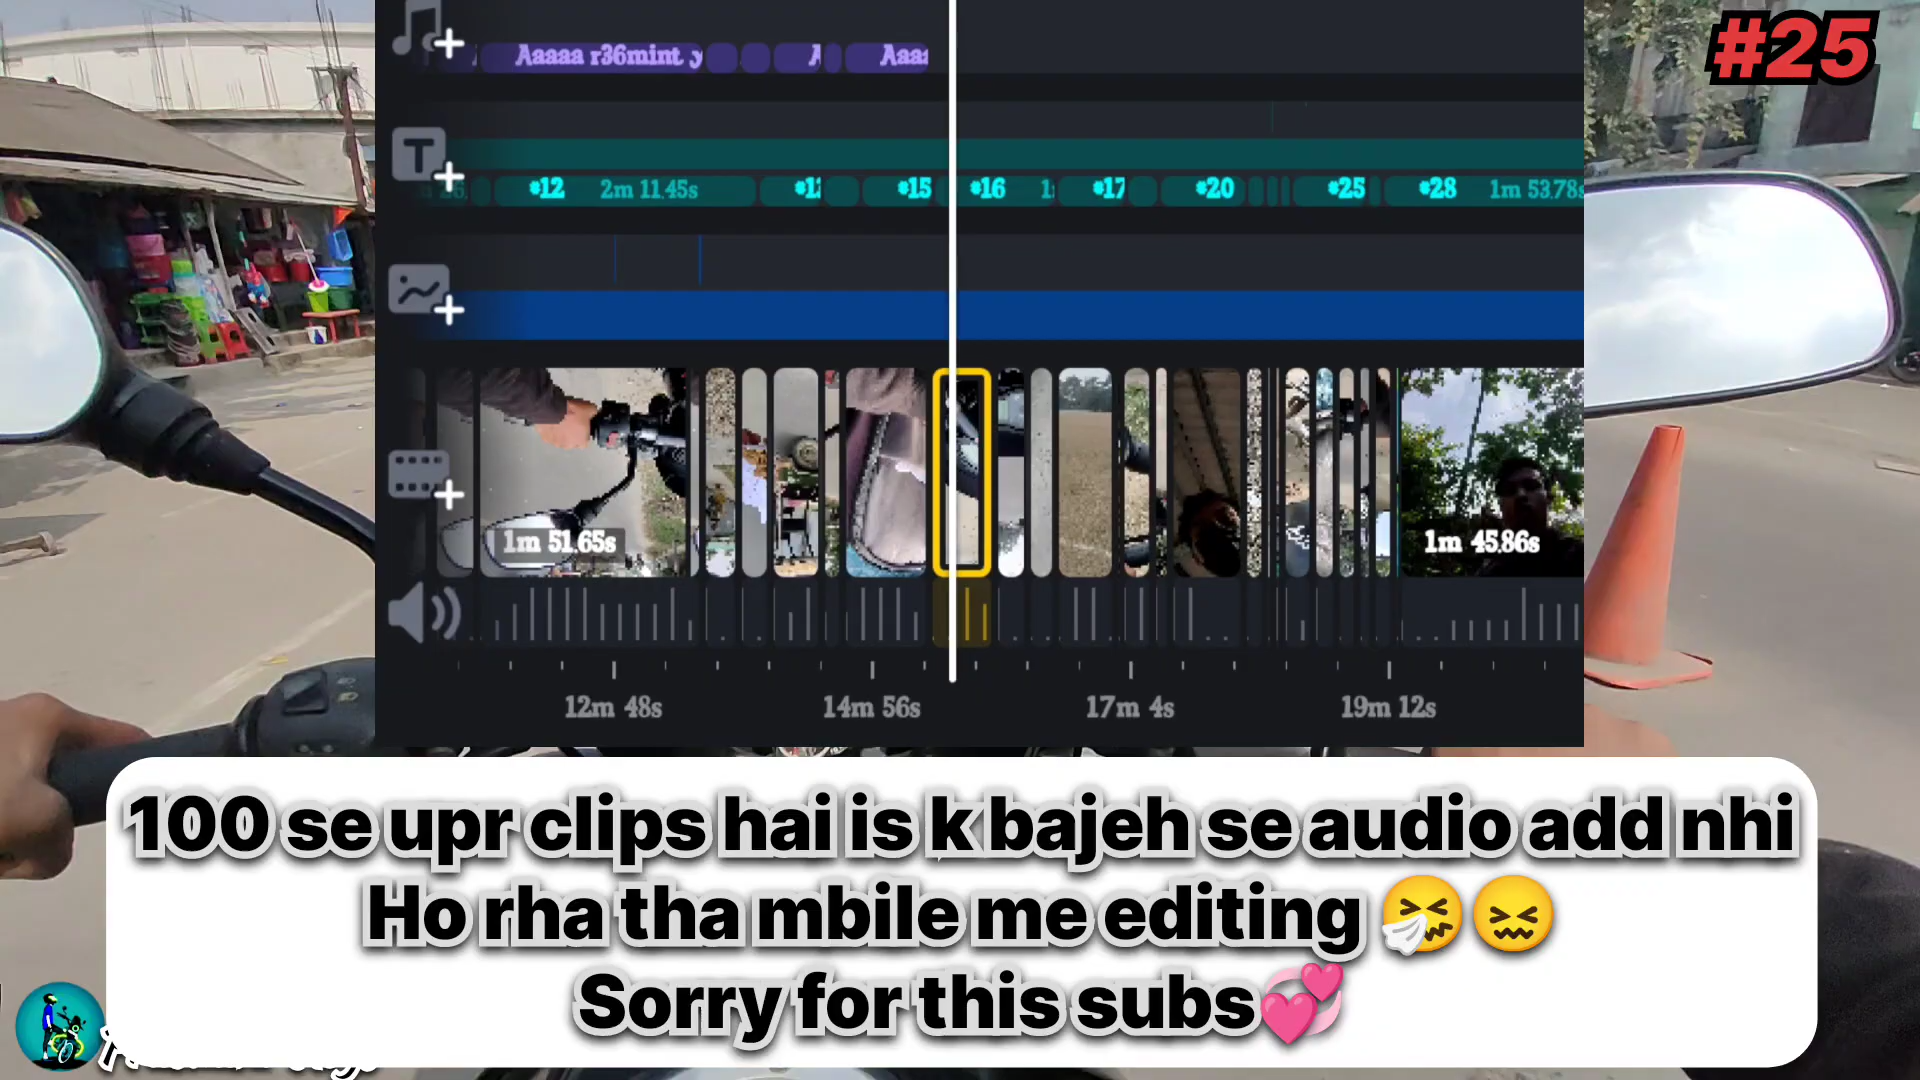 #25
Aaaaa r36mint. y
Aaaa
#12 2m 11.45s #15 #16 #17 #20 #25 #28 1m 53.78s
1m 51.65s
1m 45.86s
12m 48s 14m 56s 17m 4s 19m 12s
100 se upr clips hai is k bajeh se audio add nhi
Ho rha tha mbile me editing 🤧😖
Sorry for this subs💞